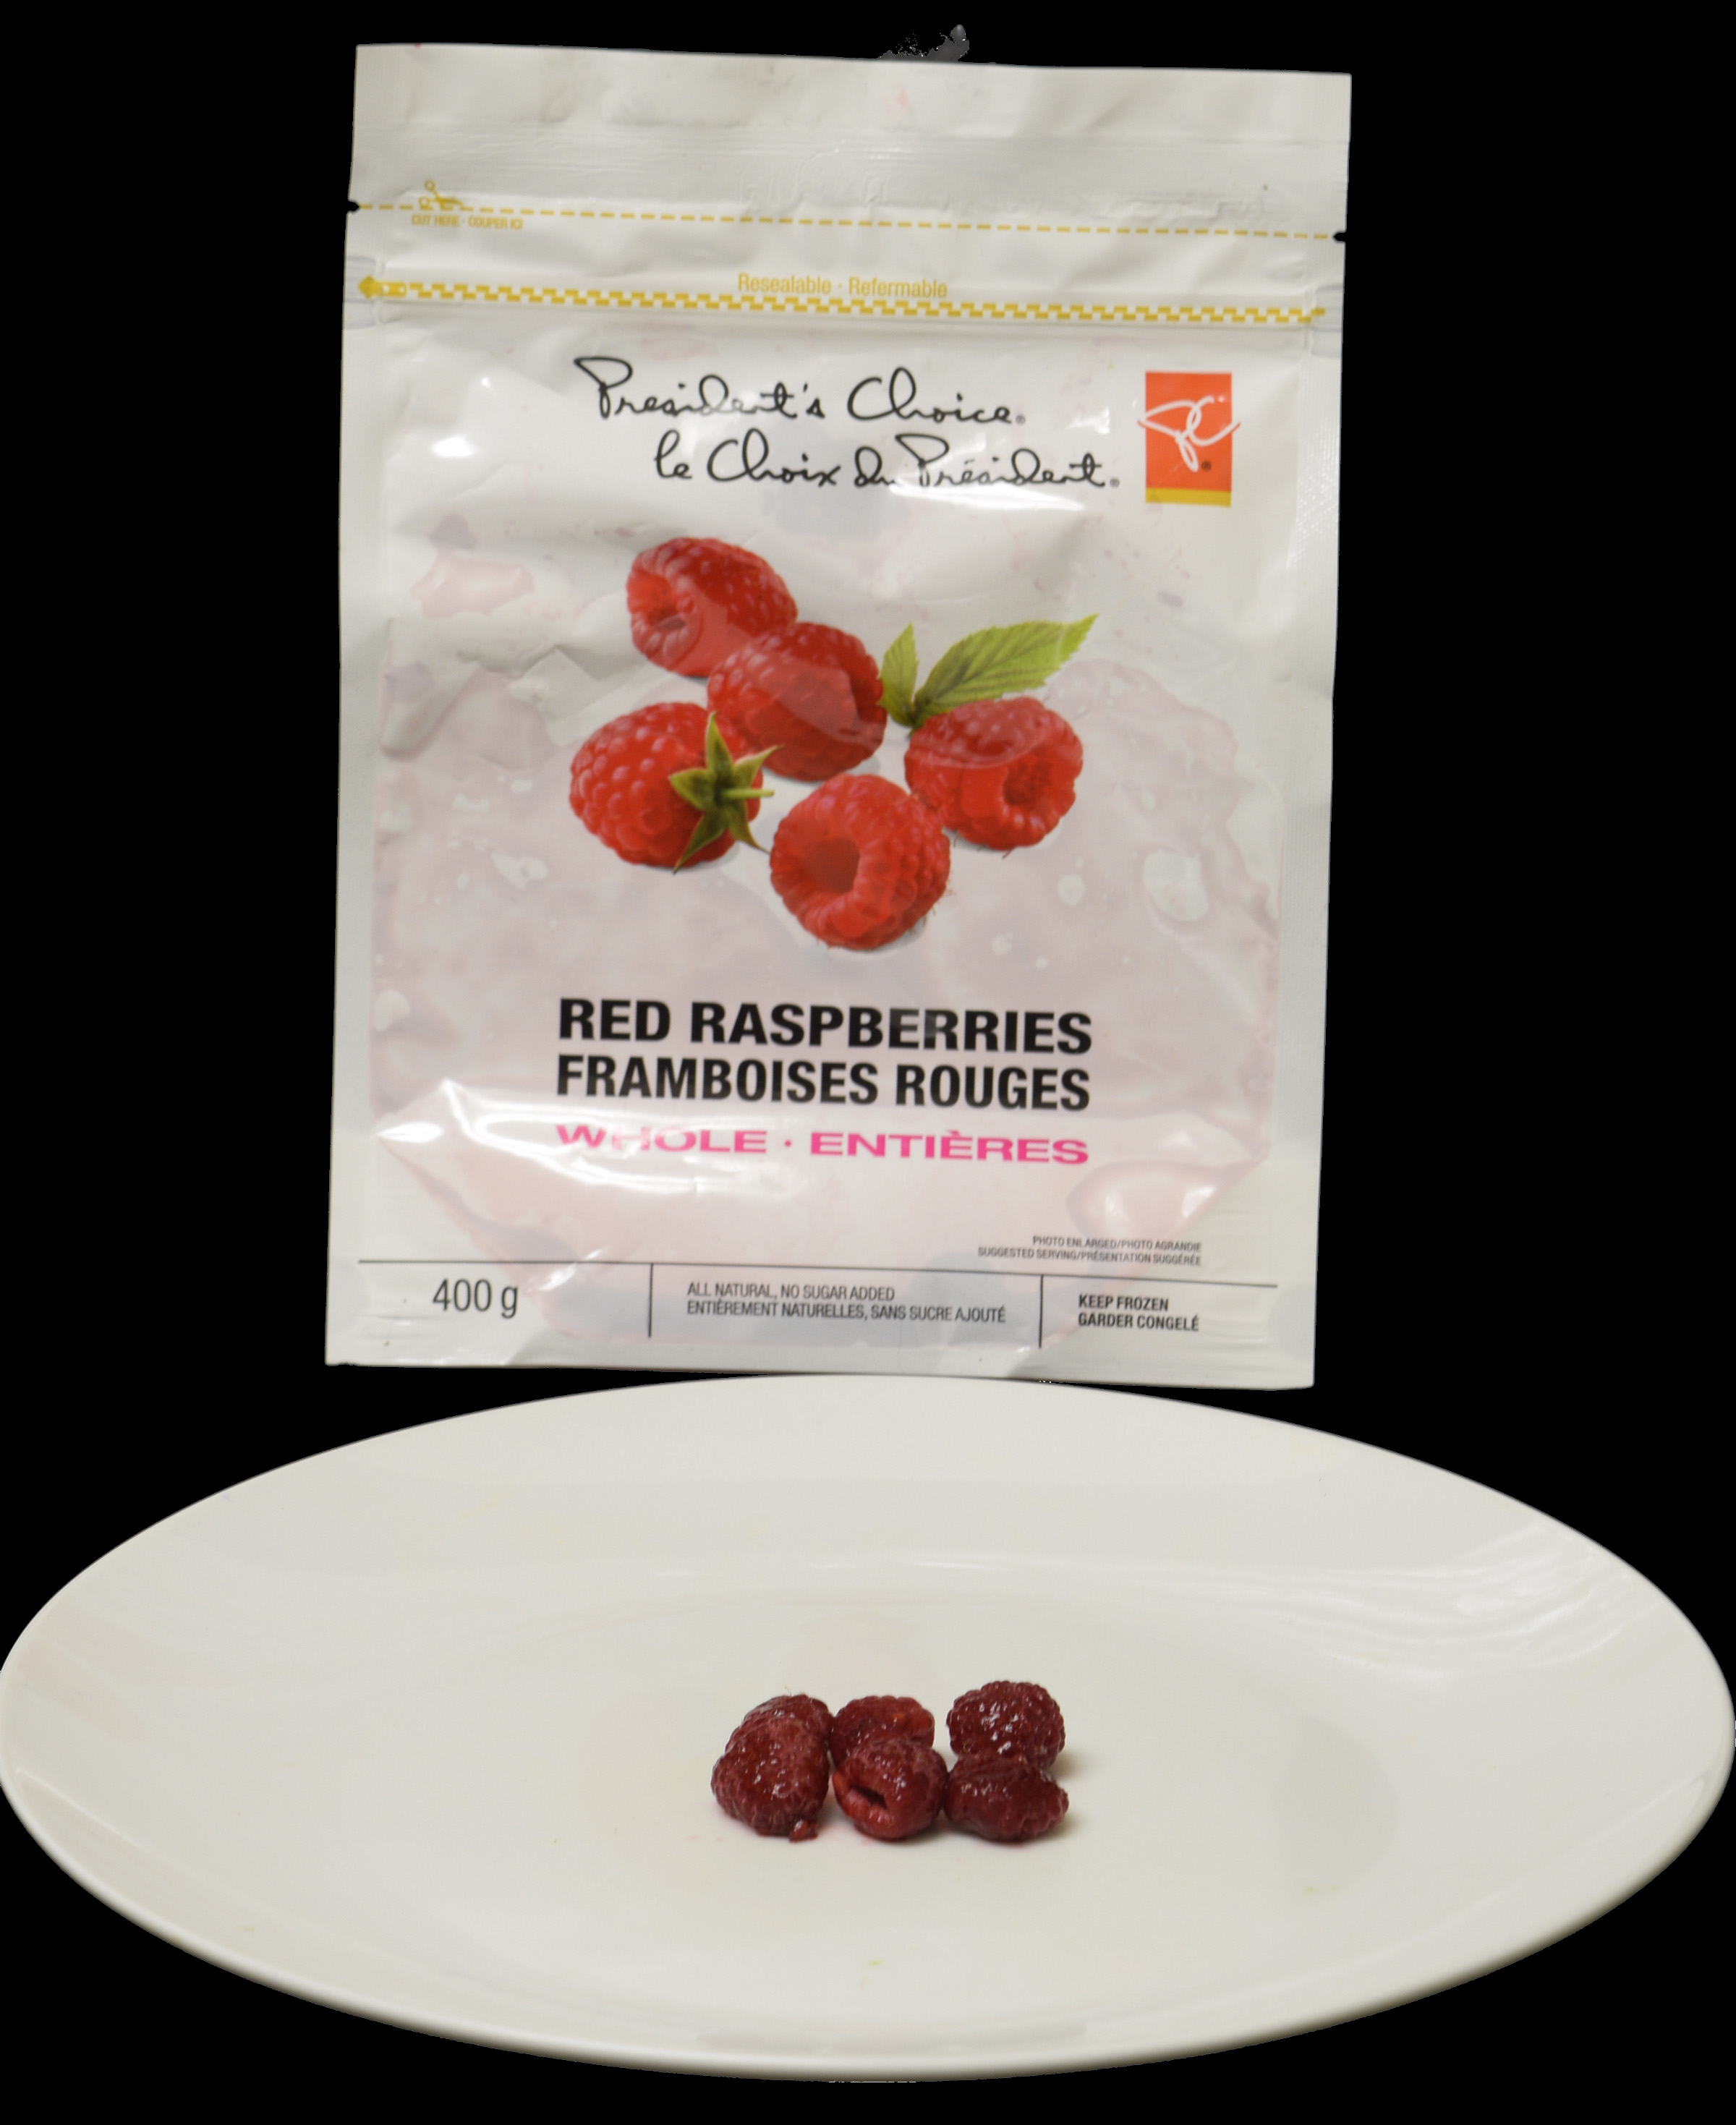 CUT HERE · COUPER ICI
Resealable · Refermable
President's Choice®
le Choix du Président®
PC®
RED RASPBERRIES
FRAMBOISES ROUGES
WHOLE · ENTIÈRES
PHOTO ENLARGED/PHOTO AGRANDIE
SUGGESTED SERVING/PRÉSENTATION SUGGÉRÉE
400 g
ALL NATURAL, NO SUGAR ADDED
ENTIÈREMENT NATURELLES, SANS SUCRE AJOUTÉ
KEEP FROZEN
GARDER CONGELÉ